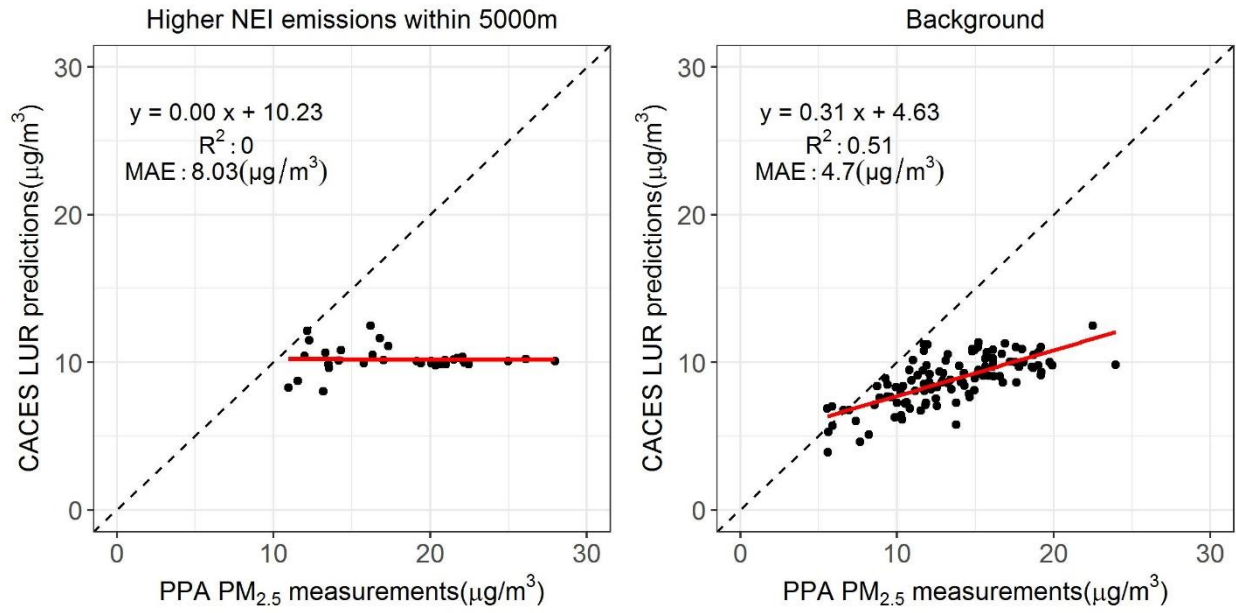 Higher NEI emissions within 5000m
CACES LUR predictions(μg/m³)
y = 0.00 x + 10.23
R²:0
MAE:8.03(μg/m³)
30
20
10
0
0 10 20 30
PPA PM₂.₅ measurements(μg/m³)
Background
CACES LUR predictions(μg/m³)
y = 0.31 x + 4.63
R²:0.51
MAE:4.7(μg/m³)
30
20
10
0
0 10 20 30
PPA PM₂.₅ measurements(μg/m³)